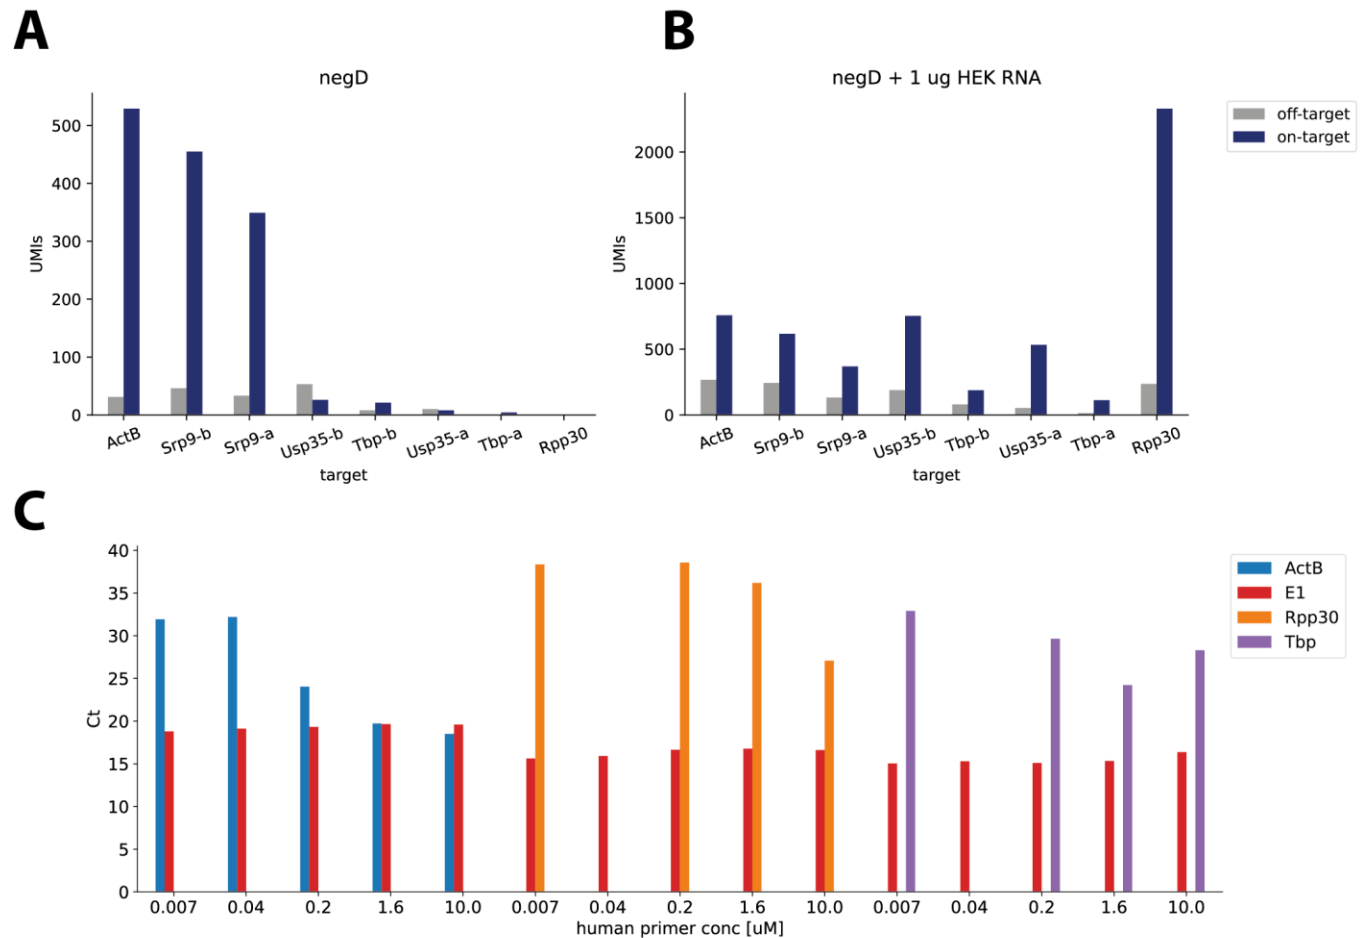 A
negD
500
400
300
200
100
0
UMIs
ActB
Srp9-b
Srp9-a
Usp35-b
Tbp-b
Usp35-a
Tbp-a
Rpp30
target
B
negD + 1 ug HEK RNA
2000
1500
1000
500
0
UMIs
ActB
Srp9-b
Srp9-a
Usp35-b
Tbp-b
Usp35-a
Tbp-a
Rpp30
target
off-target
on-target
C
40
35
30
25
20
15
10
5
0
Ct
0.007 0.04 0.2 1.6 10.0 0.007 0.04 0.2 1.6 10.0 0.007 0.04 0.2 1.6 10.0
human primer conc [uM]
ActB
E1
Rpp30
Tbp